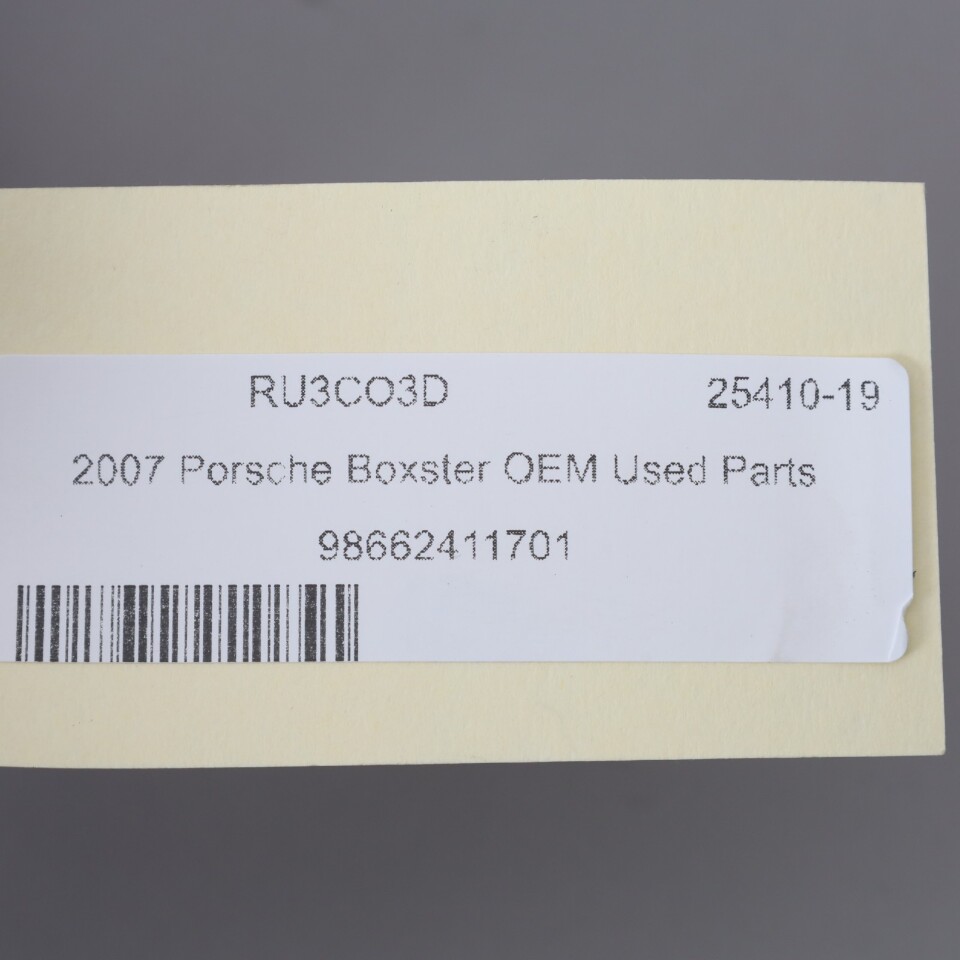 RU3CO3D 25410-19
2007 Porsche Boxster OEM Used Parts
98662411701